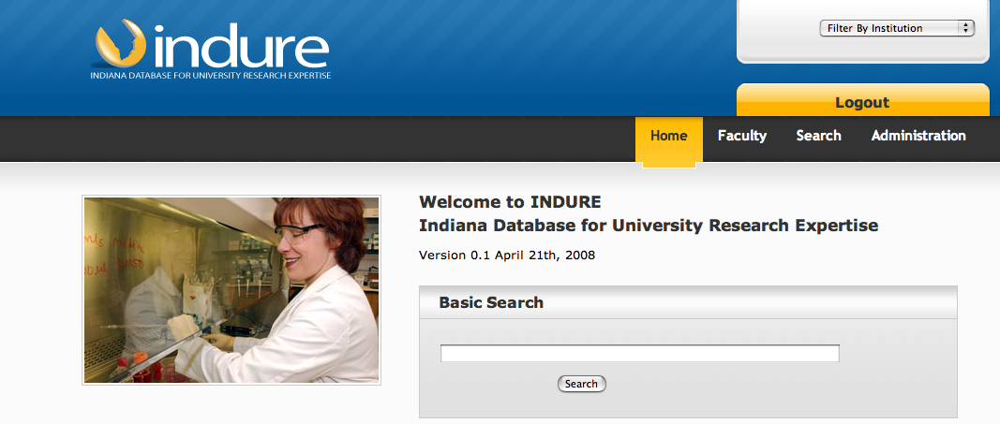 indure
INDIANA DATABASE FOR UNIVERSITY RESEARCH EXPERTISE
Filter By Institution
Logout
Home
Faculty
Search
Administration
Welcome to INDURE
Indiana Database for University Research Expertise
Version 0.1 April 21th, 2008
Basic Search
Search